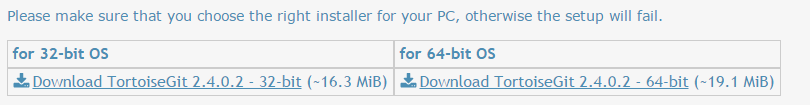 Please make sure that you choose the right installer for your PC, otherwise the setup will fail.
for 32-bit OS for 64-bit OS
Download TortoiseGit 2.4.0.2 - 32-bit (~16.3 MiB) Download TortoiseGit 2.4.0.2 - 64-bit (~19.1 MiB)